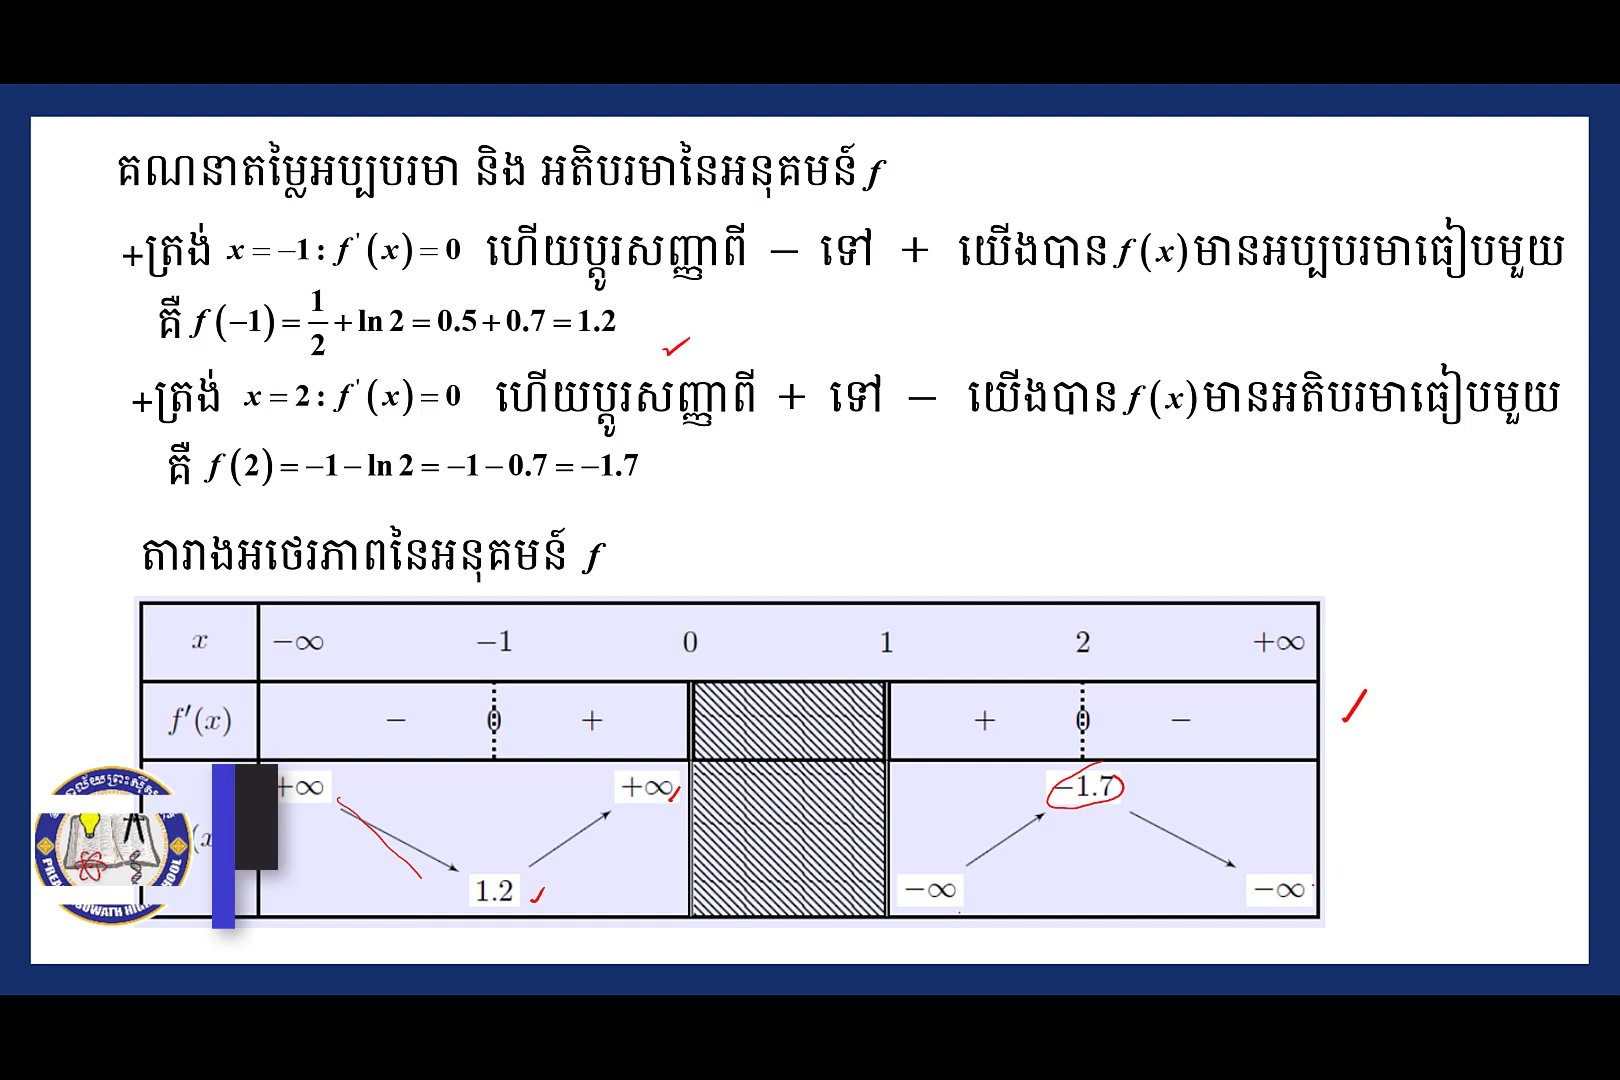 គណនាតម្លៃអប្បបរមា និង អតិបរមានៃអនុគមន៍ f
+ត្រង់ x = −1 : f'(x) = 0 ហើយប្តូរសញ្ញាពី − ទៅ + យើងបាន f(x) មានអប្បបរមាធៀបមួយ
គឺ f(−1) = 1/2 + ln 2 = 0.5 + 0.7 = 1.2
+ត្រង់ x = 2 : f'(x) = 0 ហើយប្តូរសញ្ញាពី + ទៅ − យើងបាន f(x) មានអតិបរមាធៀបមួយ
គឺ f(2) = −1 − ln 2 = −1 − 0.7 = −1.7
តារាងអថេរភាពនៃអនុគមន៍ f
x −∞ −1 0 1 2 +∞
f′(x) − 0 + + 0 −
+∞ +∞ −1.7
1.2 −∞ −∞